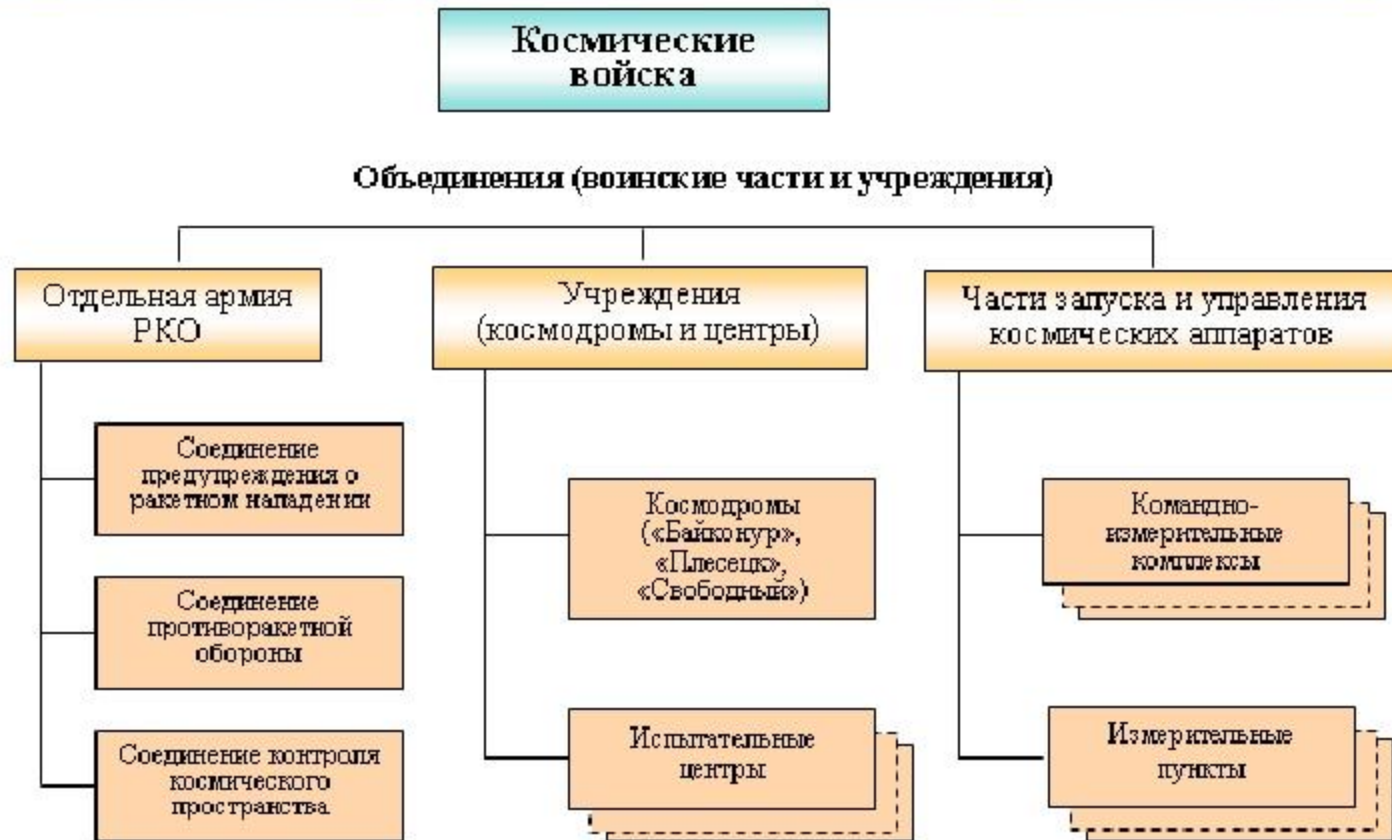 Космические
войска
Объединения (воинские части и учреждения)
Отдельная армия
РКО
Соединение
предупреждения о
ракетном нападении
Соединение
противоракетной
обороны
Соединение контроля
космического
пространства
Учреждения
(космодромы и центры)
Космодромы
(«Байконур»,
«Плесецк»,
«Свободный»)
Испытательные
центры
Части запуска и управления
космических аппаратов
Командно-
измерительные
комплексы
Измерительные
пункты